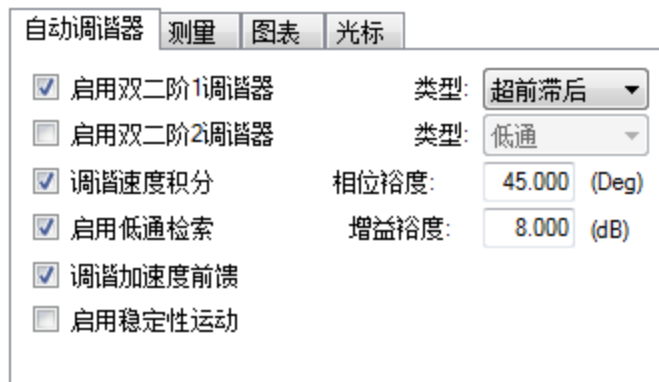 自动调谐器 测量 图表 光标
启用双二阶1调谐器 类型: 超前滞后
启用双二阶2调谐器 类型: 低通
调谐速度积分 相位裕度: 45.000 (Deg)
启用低通检索 增益裕度: 8.000 (dB)
调谐加速度前馈
启用稳定性运动